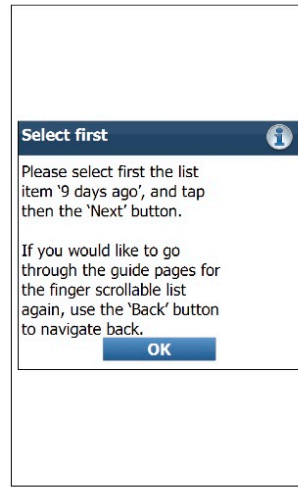 Select first
Please select first the list
item ‘9 days ago’, and tap
then the ‘Next’ button.
If you would like to go
through the guide pages for
the finger scrollable list
again, use the ‘Back’ button
to navigate back.
OK